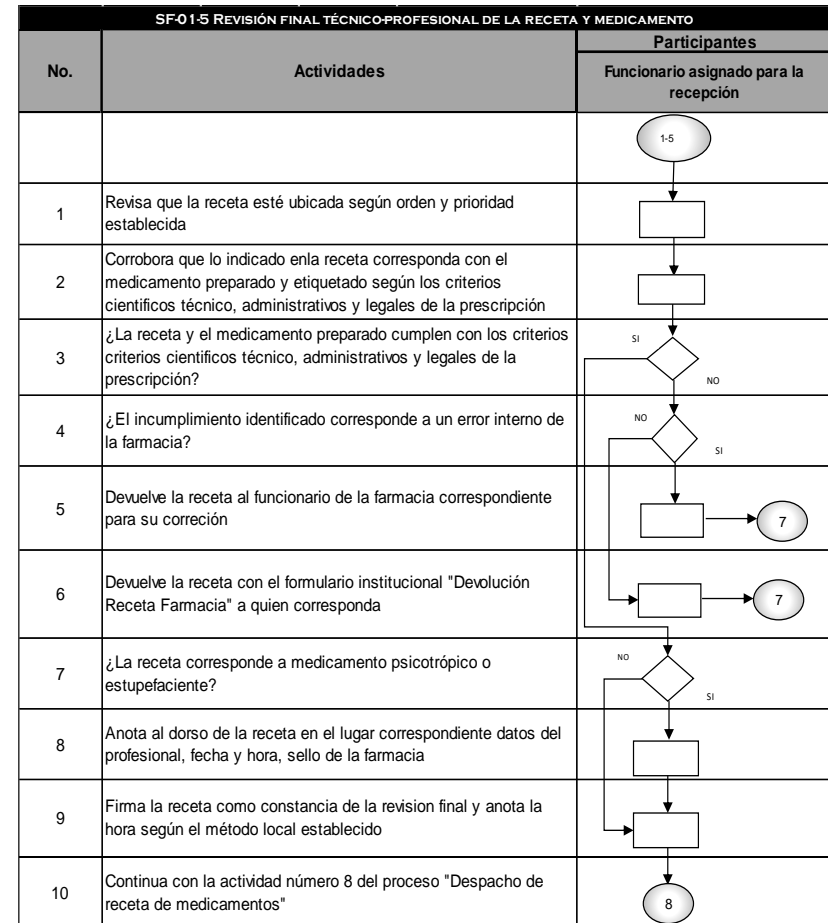 SF-01-5 REVISIÓN FINAL TÉCNICO-PROFESIONAL DE LA RECETA Y MEDICAMENTO
No.
Actividades
Participantes
Funcionario asignado para la
recepción
1-5
1
Revisa que la receta esté ubicada según orden y prioridad
establecida
2
Corrobora que lo indicado enla receta corresponda con el
medicamento preparado y etiquetado según los criterios
cientificos técnico, administrativos y legales de la prescripción
3
¿La receta y el medicamento preparado cumplen con los criterios
criterios cientificos técnico, administrativos y legales de la
prescripción?
SI
NO
4
¿El incumplimiento identificado corresponde a un error interno de
la farmacia?
NO
SI
5
Devuelve la receta al funcionario de la farmacia correspondiente
para su correción
7
6
Devuelve la receta con el formulario institucional "Devolución
Receta Farmacia" a quien corresponda
7
7
¿La receta corresponde a medicamento psicotrópico o
estupefaciente?
NO
SI
8
Anota al dorso de la receta en el lugar correspondiente datos del
profesional, fecha y hora, sello de la farmacia
9
Firma la receta como constancia de la revision final y anota la
hora según el método local establecido
10
Continua con la actividad número 8 del proceso "Despacho de
receta de medicamentos"
8